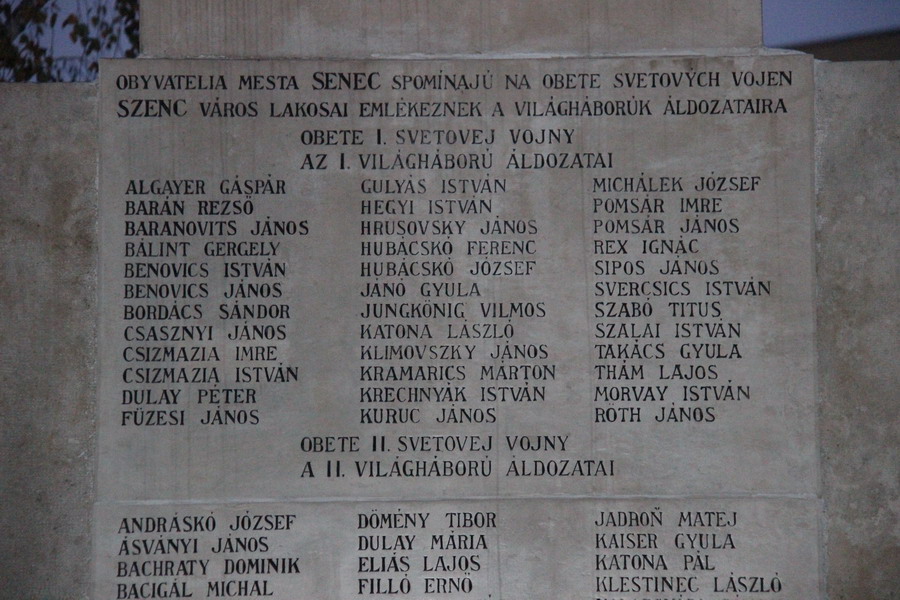 OBYVATELIA MESTA SENEC SPOMÍNAJÚ NA OBETE SVETOVÝCH VOJEN
SZENC VÁROS LAKOSAI EMLÉKEZNEK A VILÁGHÁBORÚK ÁLDOZATAIRA
OBETE I. SVETOVEJ VOJNY
AZ I. VILÁGHÁBORÚ ÁLDOZATAI
ALGAYER GÁSPÁR
BARÁN REZSŐ
BARANOVITS JÁNOS
BÁLINT GERGELY
BENOVICS ISTVÁN
BENOVICS JÁNOS
BORDÁCS SÁNDOR
CSASZNYI JÁNOS
CSIZMAZIA IMRE
CSIZMAZIA ISTVÁN
DULAY PÉTER
FÜZESI JÁNOS
GULYÁS ISTVÁN
HEGYI ISTVÁN
HRUSOVSKY JÁNOS
HUBÁCSKÓ FERENC
HUBÁCSKÓ JÓZSEF
JÁNÓ GYULA
JUNGKÖNIG VILMOS
KATONA LÁSZLÓ
KLIMOVSZKY JÁNOS
KRAMARICS MÁRTON
KRECHNYÁK ISTVÁN
KURUC JÁNOS
MICHÁLEK JÓZSEF
POMSÁR IMRE
POMSÁR JÁNOS
REX IGNÁC
SIPOS JÁNOS
SVERCSICS ISTVÁN
SZABÓ TITUS
SZALAI ISTVÁN
TAKÁCS GYULA
THÁM LAJOS
MORVAY ISTVÁN
RÓTH JÁNOS
OBETE II. SVETOVEJ VOJNY
A II. VILÁGHÁBORÚ ÁLDOZATAI
ANDRÁSKÓ JÓZSEF
ÁSVÁNYI JÁNOS
BACHRATY DOMINIK
BACIGÁL MICHAL
DÖMÉNY TIBOR
DULAY MÁRIA
ELIÁS LAJOS
FILLÓ ERNŐ
JADROŇ MATEJ
KAISER GYULA
KATONA PÁL
KLESTINEC LÁSZLÓ